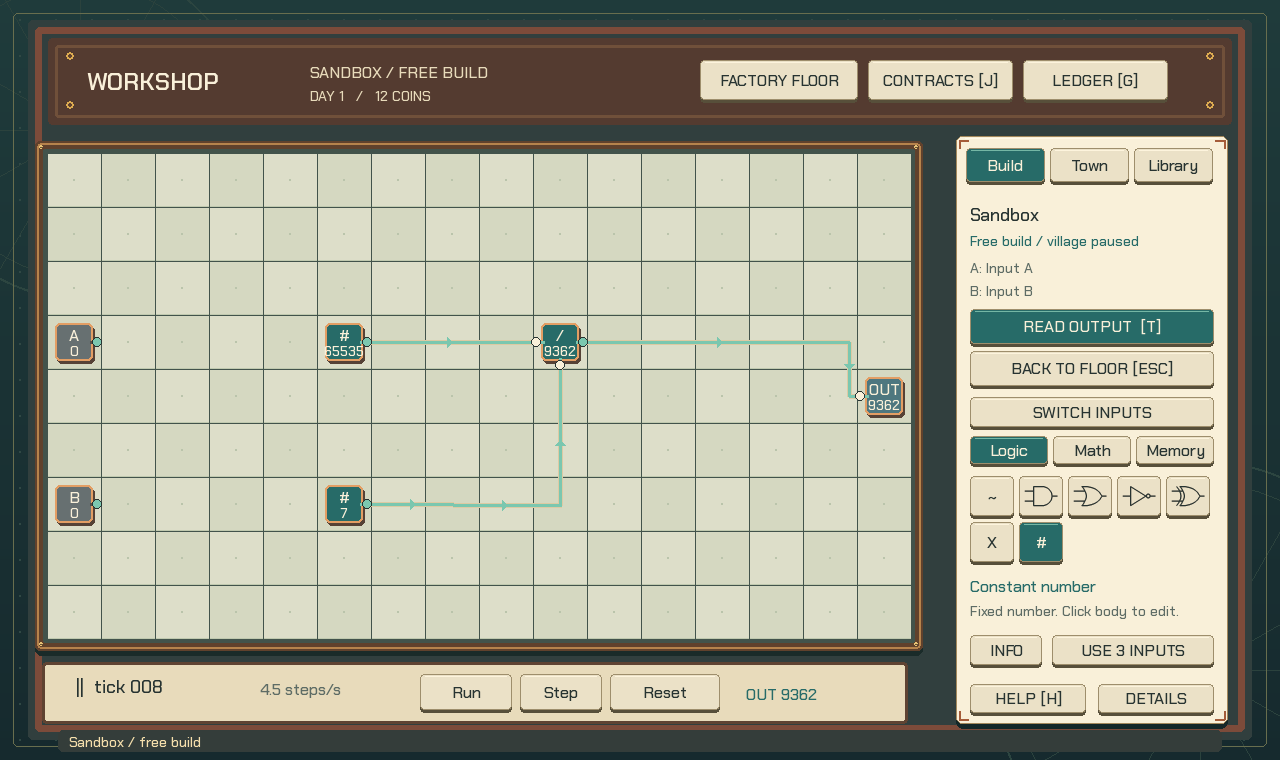 WORKSHOP
SANDBOX / FREE BUILD
DAY 1 / 12 COINS
FACTORY FLOOR
CONTRACTS [J]
LEDGER [G]
A
0
#
65535
/
9362
OUT
9362
B
0
#
7
Build
Town
Library
Sandbox
Free build / village paused
A: Input A
B: Input B
READ OUTPUT [T]
BACK TO FLOOR [ESC]
SWITCH INPUTS
Logic
Math
Memory
~
X
#
Constant number
Fixed number. Click body to edit.
INFO
USE 3 INPUTS
HELP [H]
DETAILS
|| tick 008
4.5 steps/s
Run
Step
Reset
OUT 9362
Sandbox / free build